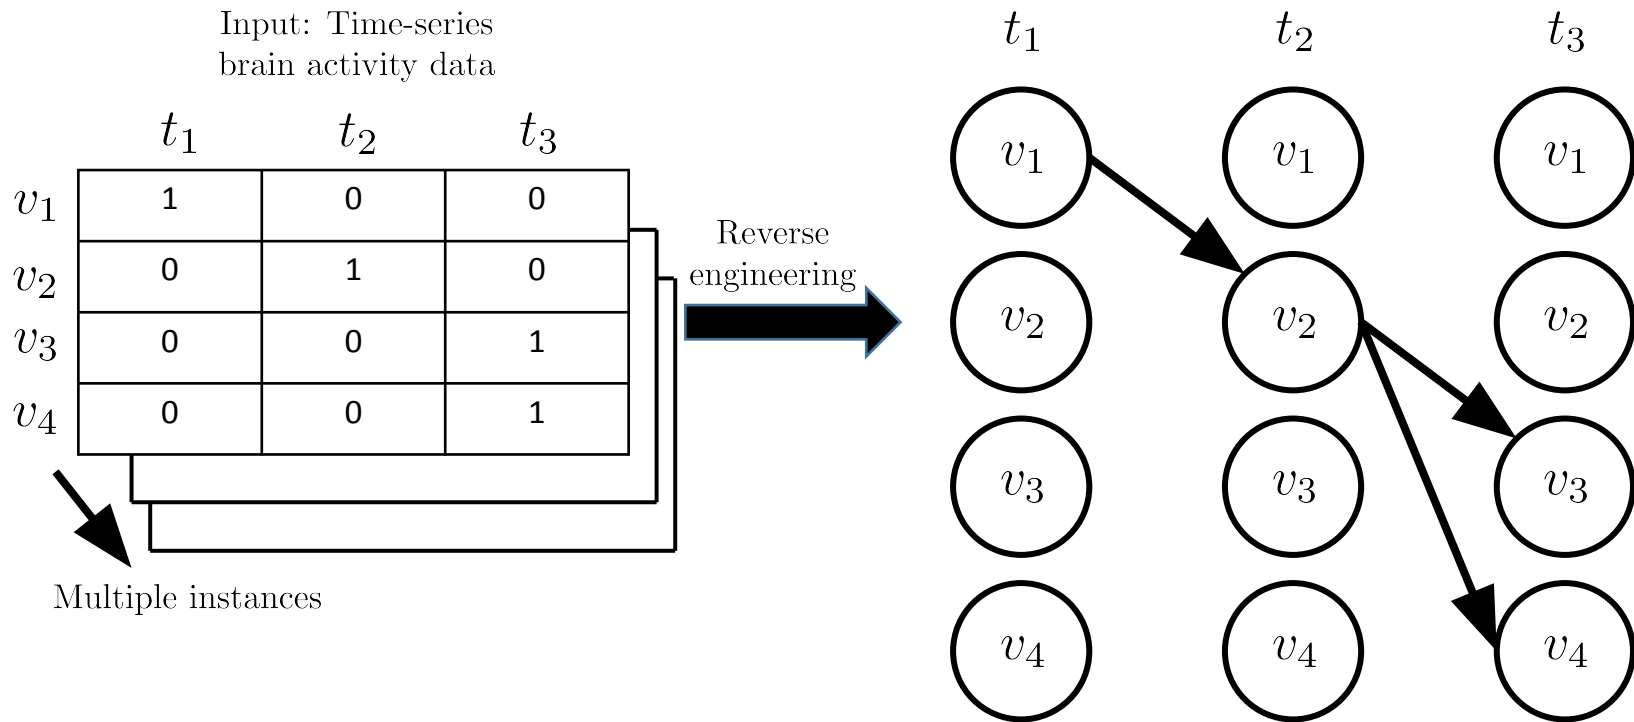 Input: Time-series
brain activity data
t₁ t₂ t₃
v₁ 1 0 0
v₂ 0 1 0
v₃ 0 0 1
v₄ 0 0 1
Multiple instances
Reverse
engineering
t₁ t₂ t₃
v₁ v₁ v₁
v₂ v₂ v₂
v₃ v₃ v₃
v₄ v₄ v₄